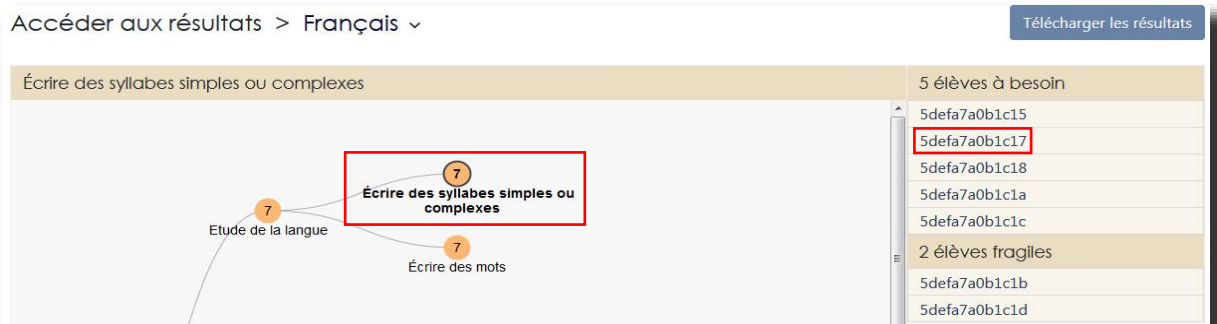 Accéder aux résultats > Français
Télécharger les résultats
Écrire des syllabes simples ou complexes
7
Écrire des syllabes simples ou
complexes
7
Etude de la langue
7
Écrire des mots
5 élèves à besoin
5defa7a0b1c15
5defa7a0b1c17
5defa7a0b1c18
5defa7a0b1c1a
5defa7a0b1c1c
2 élèves fragiles
5defa7a0b1c1b
5defa7a0b1c1d